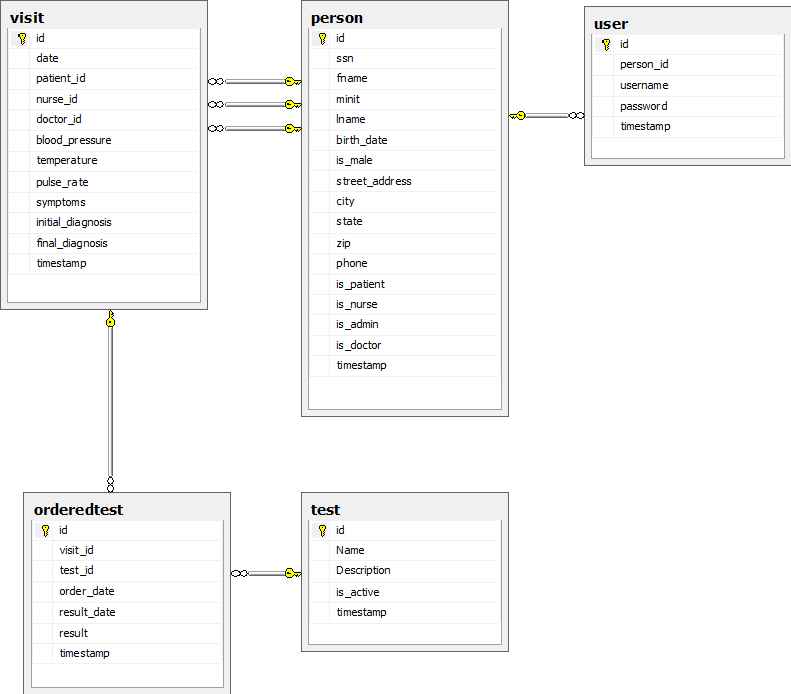 visit
id
date
patient_id
nurse_id
doctor_id
blood_pressure
temperature
pulse_rate
symptoms
initial_diagnosis
final_diagnosis
timestamp
person
id
ssn
fname
minit
lname
birth_date
is_male
street_address
city
state
zip
phone
is_patient
is_nurse
is_admin
is_doctor
timestamp
user
id
person_id
username
password
timestamp
orderedtest
id
visit_id
test_id
order_date
result_date
result
timestamp
test
id
Name
Description
is_active
timestamp